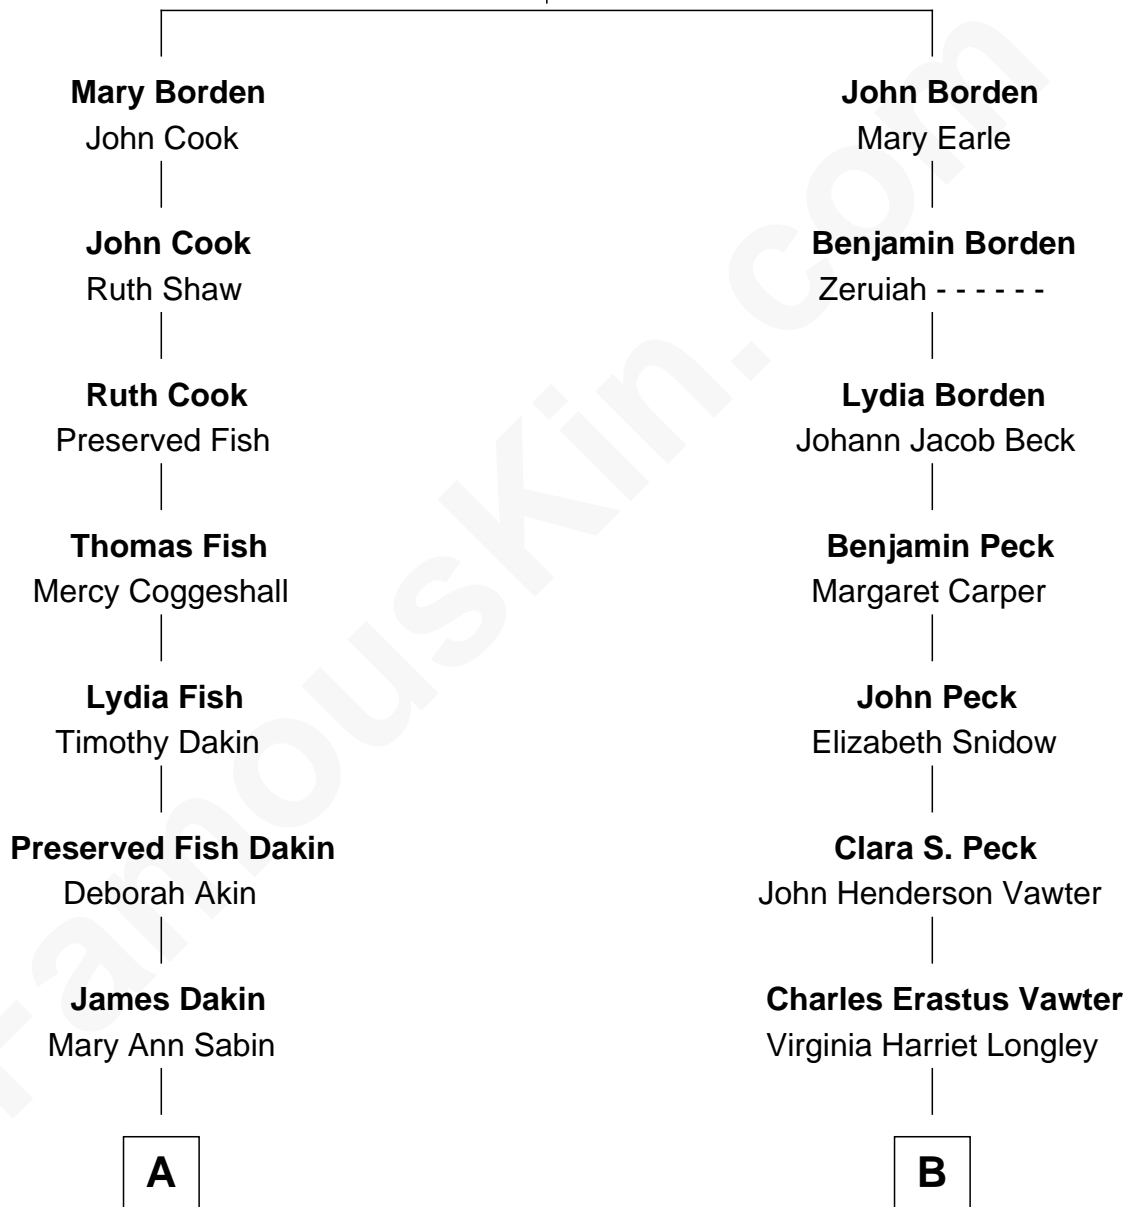 Mary Borden
John Cook
John Cook
Ruth Shaw
Ruth Cook
Preserved Fish
Thomas Fish
Mercy Coggeshall
Lydia Fish
Timothy Dakin
Preserved Fish Dakin
Deborah Akin
James Dakin
Mary Ann Sabin
A
John Borden
Mary Earle
Benjamin Borden
Zeruiah - - - - - -
Lydia Borden
Johann Jacob Beck
Benjamin Peck
Margaret Carper
John Peck
Elizabeth Snidow
Clara S. Peck
John Henderson Vawter
Charles Erastus Vawter
Virginia Harriet Longley
B
FamousKin.com